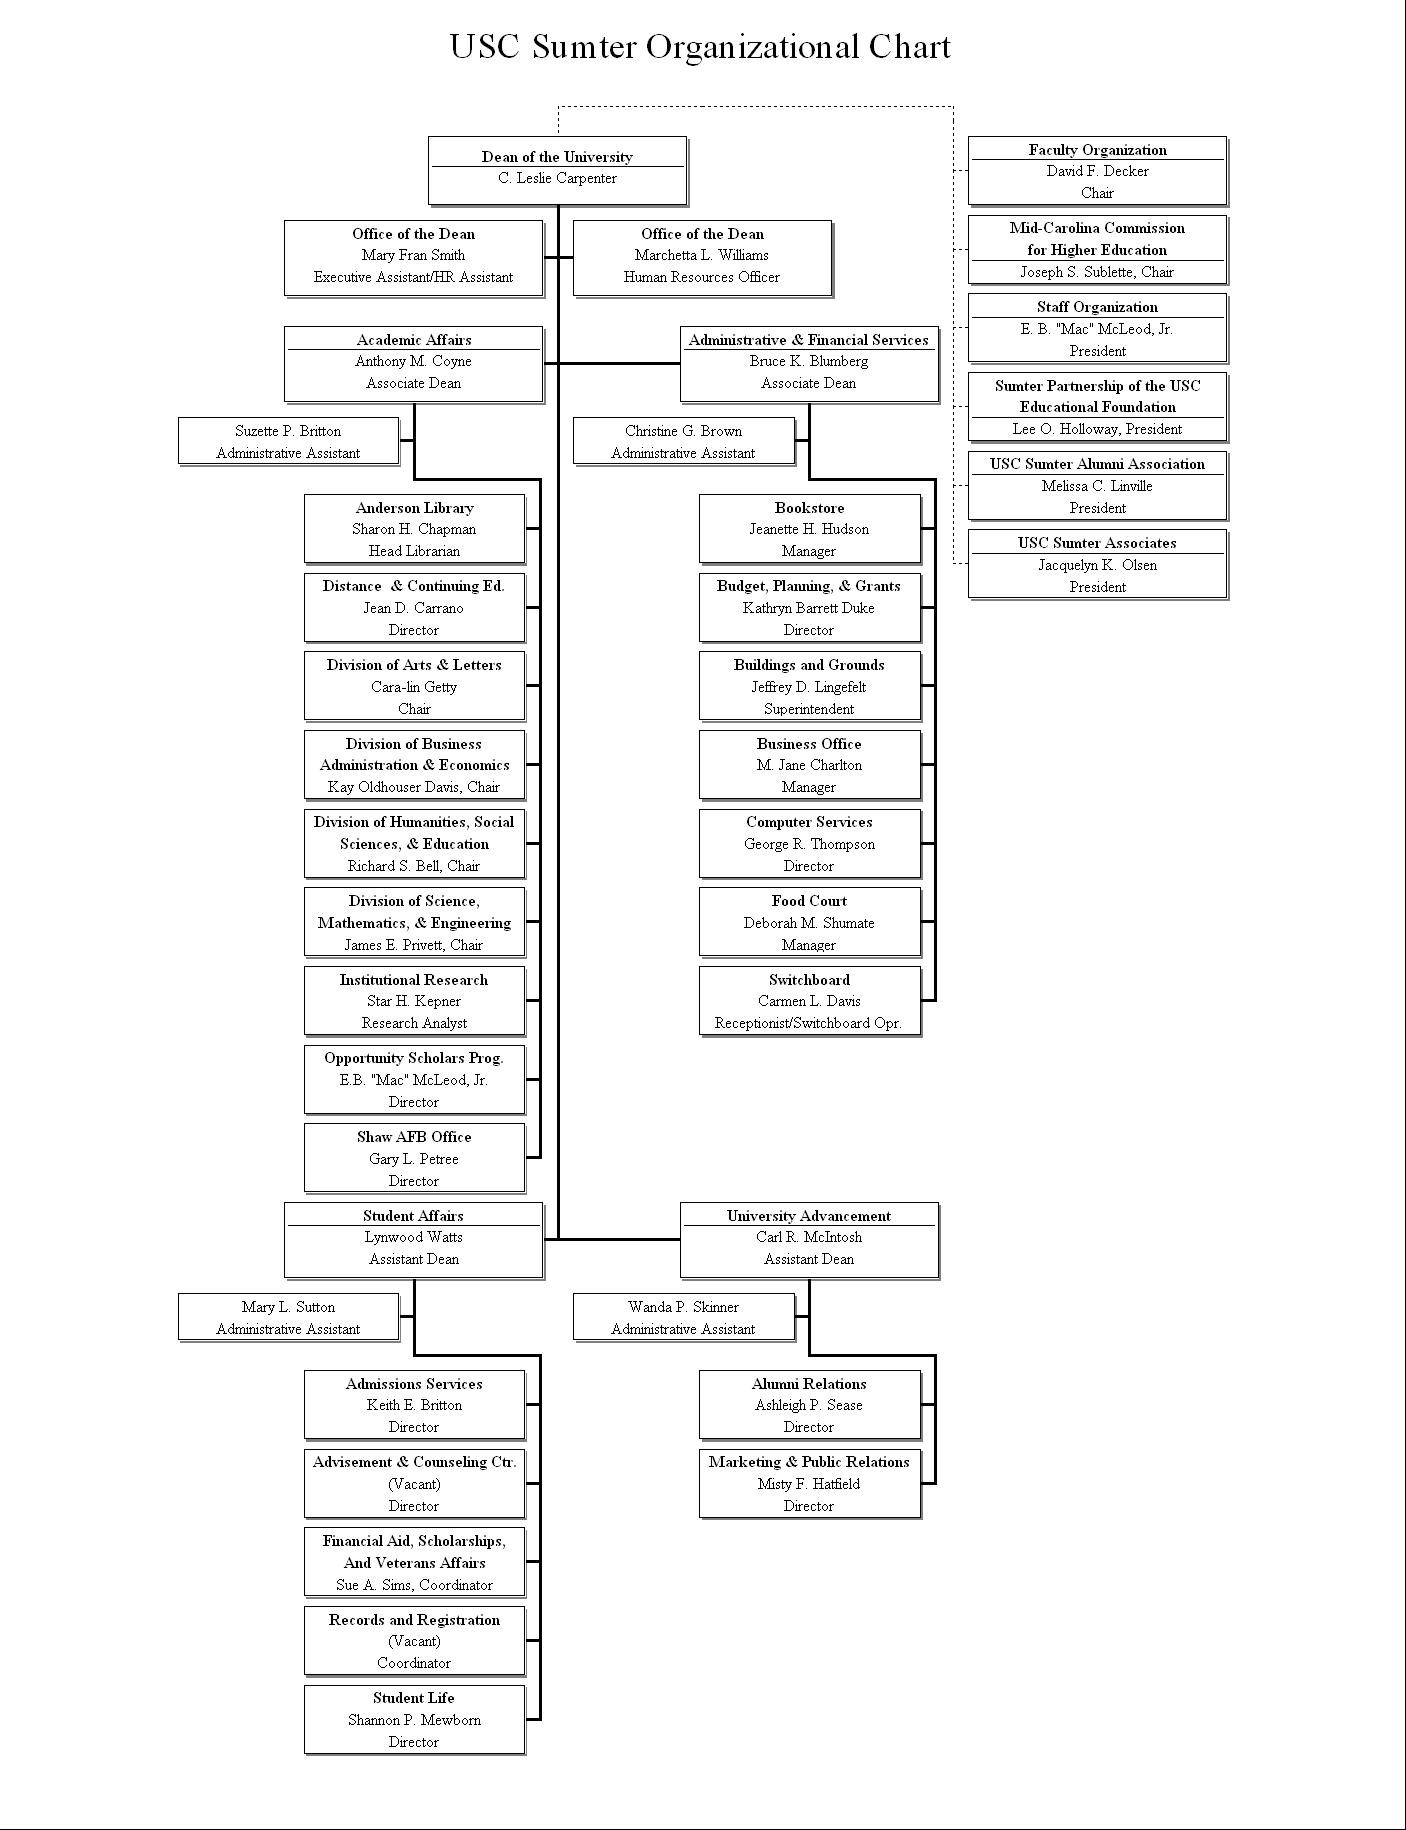 USC Sumter Organizational Chart
Dean of the University
C. Leslie Carpenter
Office of the Dean
Mary Fran Smith
Executive Assistant/HR Assistant
Office of the Dean
Marchetta L. Williams
Human Resources Officer
Academic Affairs
Anthony M. Coyne
Associate Dean
Suzette P. Britton
Administrative Assistant
Anderson Library
Sharon H. Chapman
Head Librarian
Distance & Continuing Ed.
Jean D. Carrano
Director
Division of Arts & Letters
Cara-lin Getty
Chair
Division of Business
Administration & Economics
Kay Oldhouser Davis, Chair
Division of Humanities, Social
Sciences, & Education
Richard S. Bell, Chair
Division of Science,
Mathematics, & Engineering
James E. Privett, Chair
Institutional Research
Star H. Kepner
Research Analyst
Opportunity Scholars Prog.
E.B. "Mac" McLeod, Jr.
Director
Shaw AFB Office
Gary L. Petree
Director
Administrative & Financial Services
Bruce K. Blumberg
Associate Dean
Christine G. Brown
Administrative Assistant
Bookstore
Jeanette H. Hudson
Manager
Budget, Planning, & Grants
Kathryn Barrett Duke
Director
Buildings and Grounds
Jeffrey D. Lingefelt
Superintendent
Business Office
M. Jane Charlton
Manager
Computer Services
George R. Thompson
Director
Food Court
Deborah M. Shumate
Manager
Switchboard
Carmen L. Davis
Receptionist/Switchboard Opr.
Faculty Organization
David F. Decker
Chair
Mid-Carolina Commission
for Higher Education
Joseph S. Sublette, Chair
Staff Organization
E. B. "Mac" McLeod, Jr.
President
Sumter Partnership of the USC
Educational Foundation
Lee O. Holloway, President
USC Sumter Alumni Association
Melissa C. Linville
President
USC Sumter Associates
Jacquelyn K. Olsen
President
Student Affairs
Lynwood Watts
Assistant Dean
Mary L. Sutton
Administrative Assistant
Admissions Services
Keith E. Britton
Director
Advisement & Counseling Ctr.
(Vacant)
Director
Financial Aid, Scholarships,
And Veterans Affairs
Sue A. Sims, Coordinator
Records and Registration
(Vacant)
Coordinator
Student Life
Shannon P. Mewborn
Director
University Advancement
Carl R. McIntosh
Assistant Dean
Wanda P. Skinner
Administrative Assistant
Alumni Relations
Ashleigh P. Sease
Director
Marketing & Public Relations
Misty F. Hatfield
Director